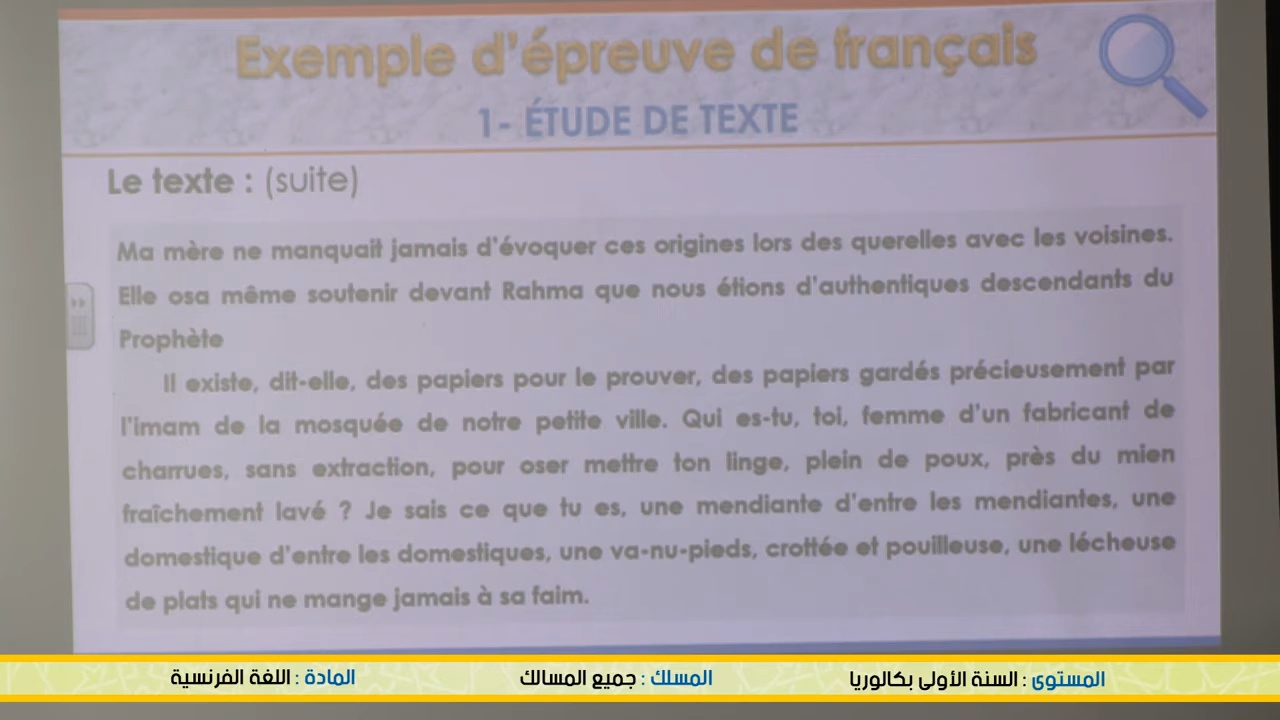 Exemple d'épreuve de français
1- ÉTUDE DE TEXTE
Le texte : (suite)
Ma mère ne manquait jamais d'évoquer ces origines lors des querelles avec les voisines.
Elle osa même soutenir devant Rahma que nous étions d'authentiques descendants du
Prophète
Il existe, dit-elle, des papiers pour le prouver, des papiers gardés précieusement par
l'imam de la mosquée de notre petite ville. Qui es-tu, toi, femme d'un fabricant de
charrues, sans extraction, pour oser mettre ton linge, plein de poux, près du mien
fraîchement lavé ? Je sais ce que tu es, une mendiante d'entre les mendiantes, une
domestique d'entre les domestiques, une va-nu-pieds, crottée et pouilleuse, une lécheuse
de plats qui ne mange jamais à sa faim.
المستوى : السنة الأولى بكالوريا المسلك : جميع المسالك المادة : اللغة الفرنسية